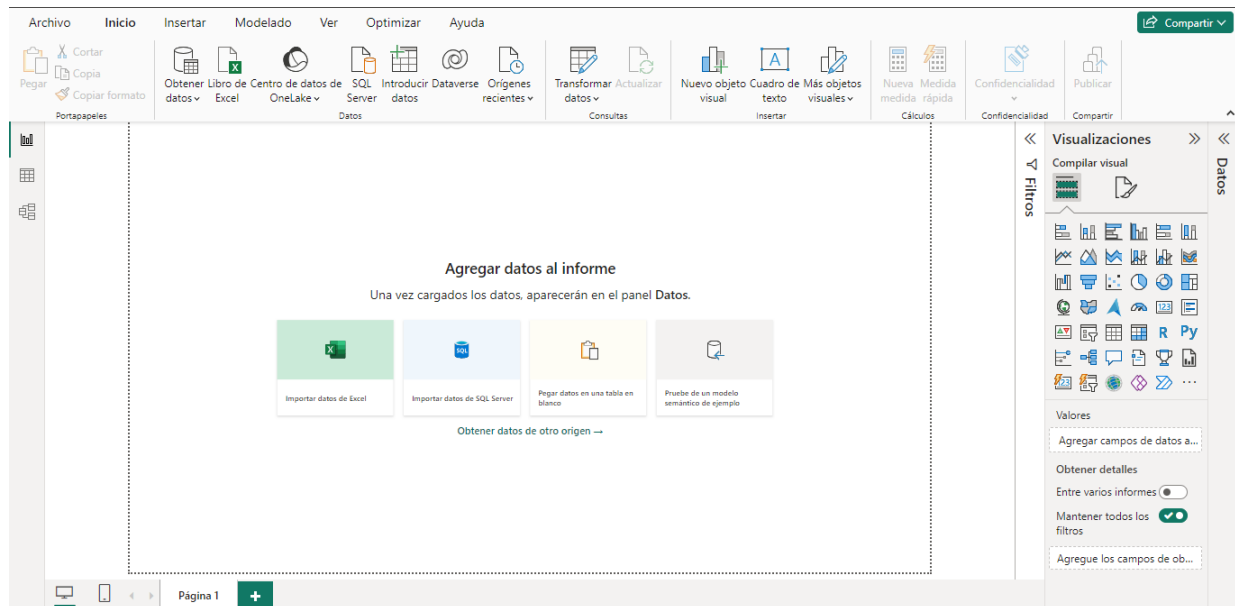 Archivo Inicio Insertar Modelado Ver Optimizar Ayuda Compartir
Pegar
Cortar
Copia
Copiar formato
Portapapeles
Obtener datos
Libro de Excel
Centro de datos de OneLake
SQL Server
Introducir datos
Dataverse
Orígenes recientes
Datos
Transformar datos
Actualizar
Consultas
Nuevo objeto visual
Cuadro de texto
Más objetos visuales
Insertar
Nueva medida
Medida rápida
Cálculos
Confidencialidad
Confidencialidad
Publicar
Compartir
Agregar datos al informe
Una vez cargados los datos, aparecerán en el panel Datos.
SQL
Importar datos de Excel
Importar datos de SQL Server
Pegar datos en una tabla en
blanco
Pruebe de un modelo
semántico de ejemplo
Obtener datos de otro origen →
Filtros
Visualizaciones
Compilar visual
123
R Py
123
Valores
Agregar campos de datos a...
Obtener detalles
Entre varios informes
Mantener todos los
filtros
Agregue los campos de ob...
Datos
Página 1